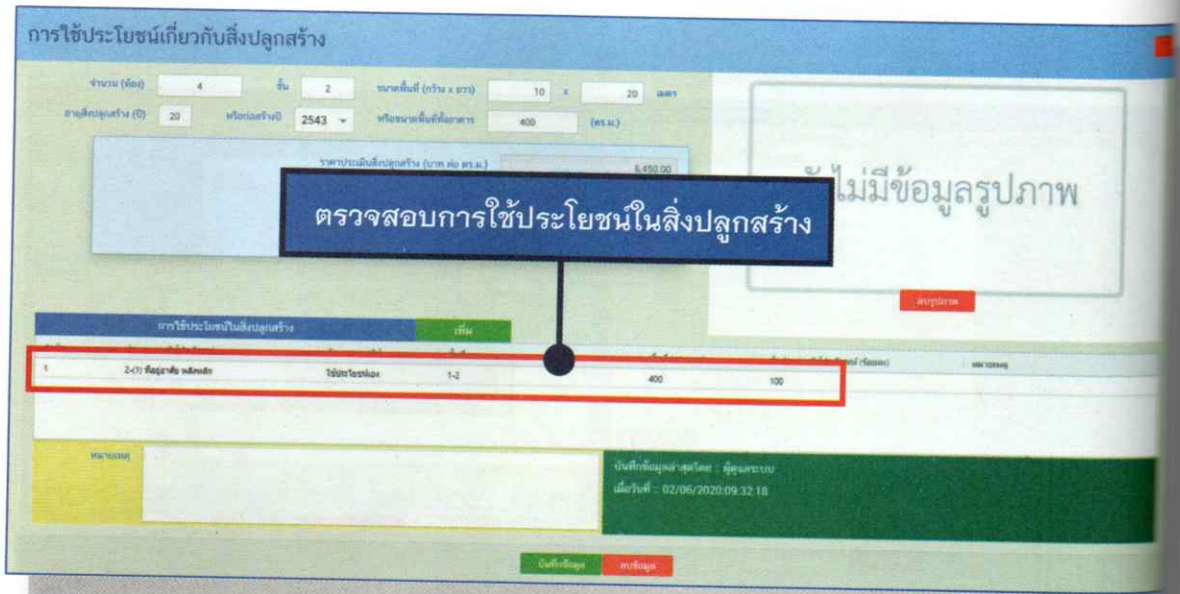 การใช้ประโยชน์เกี่ยวกับสิ่งปลูกสร้าง
จำนวน (ห้อง) 4 ชั้น 2 ขนาดพื้นที่ (กว้าง x ยาว) 10 x 20 เมตร
อายุสิ่งปลูกสร้าง (ปี) 20 หรือก่อสร้างปี 2543 หรือขนาดพื้นที่ทั้งอาคาร 400 (ตร.ม.)
ราคาประเมินสิ่งปลูกสร้าง (บาท ต่อ ตร.ม.) 6,450.00
ไม่มีข้อมูลรูปภาพ
ตรวจสอบการใช้ประโยชน์ในสิ่งปลูกสร้าง
ลบรูปภาพ
การใช้ประโยชน์ในสิ่งปลูกสร้าง เพิ่ม
(ร้อยละ) หมายเหตุ
1 2-(1) ที่อยู่อาศัย หลังหลัก ใช้ประโยชน์เอง 1-2 400 100
หมายเหตุ
บันทึกข้อมูลล่าสุดโดย : ผู้ดูแลระบบ
เมื่อวันที่ : 02/06/2020:09:32:18
บันทึกข้อมูล ลบข้อมูล